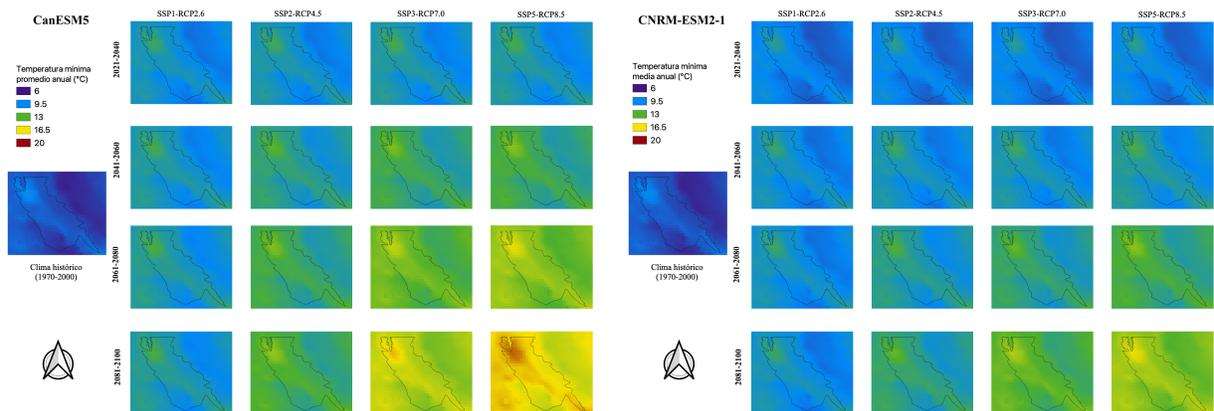 CanESM5
SSP1-RCP2.6
SSP2-RCP4.5
SSP3-RCP7.0
SSP5-RCP8.5
2021-2040
Temperatura mínima
promedio anual (°C)
6
9.5
13
16.5
20
2041-2060
Clima histórico
(1970-2000)
2061-2080
2081-2100
CNRM-ESM2-1
SSP1-RCP2.6
SSP2-RCP4.5
SSP3-RCP7.0
SSP5-RCP8.5
2021-2040
Temperatura mínima
media anual (°C)
6
9.5
13
16.5
20
2041-2060
Clima histórico
(1970-2000)
2061-2080
2081-2100